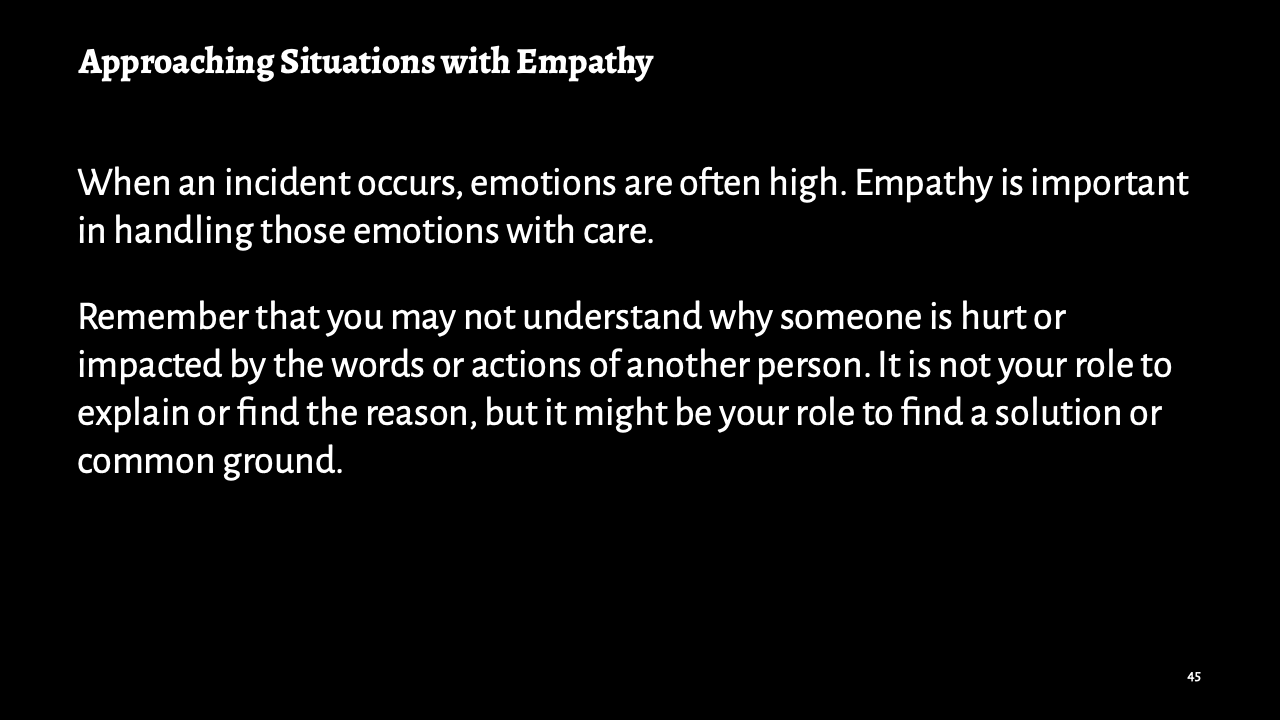 Approaching Situations with Empathy
When an incident occurs, emotions are often high. Empathy is important
in handling those emotions with care.
Remember that you may not understand why someone is hurt or
impacted by the words or actions of another person. It is not your role to
explain or find the reason, but it might be your role to find a solution or
common ground.
45